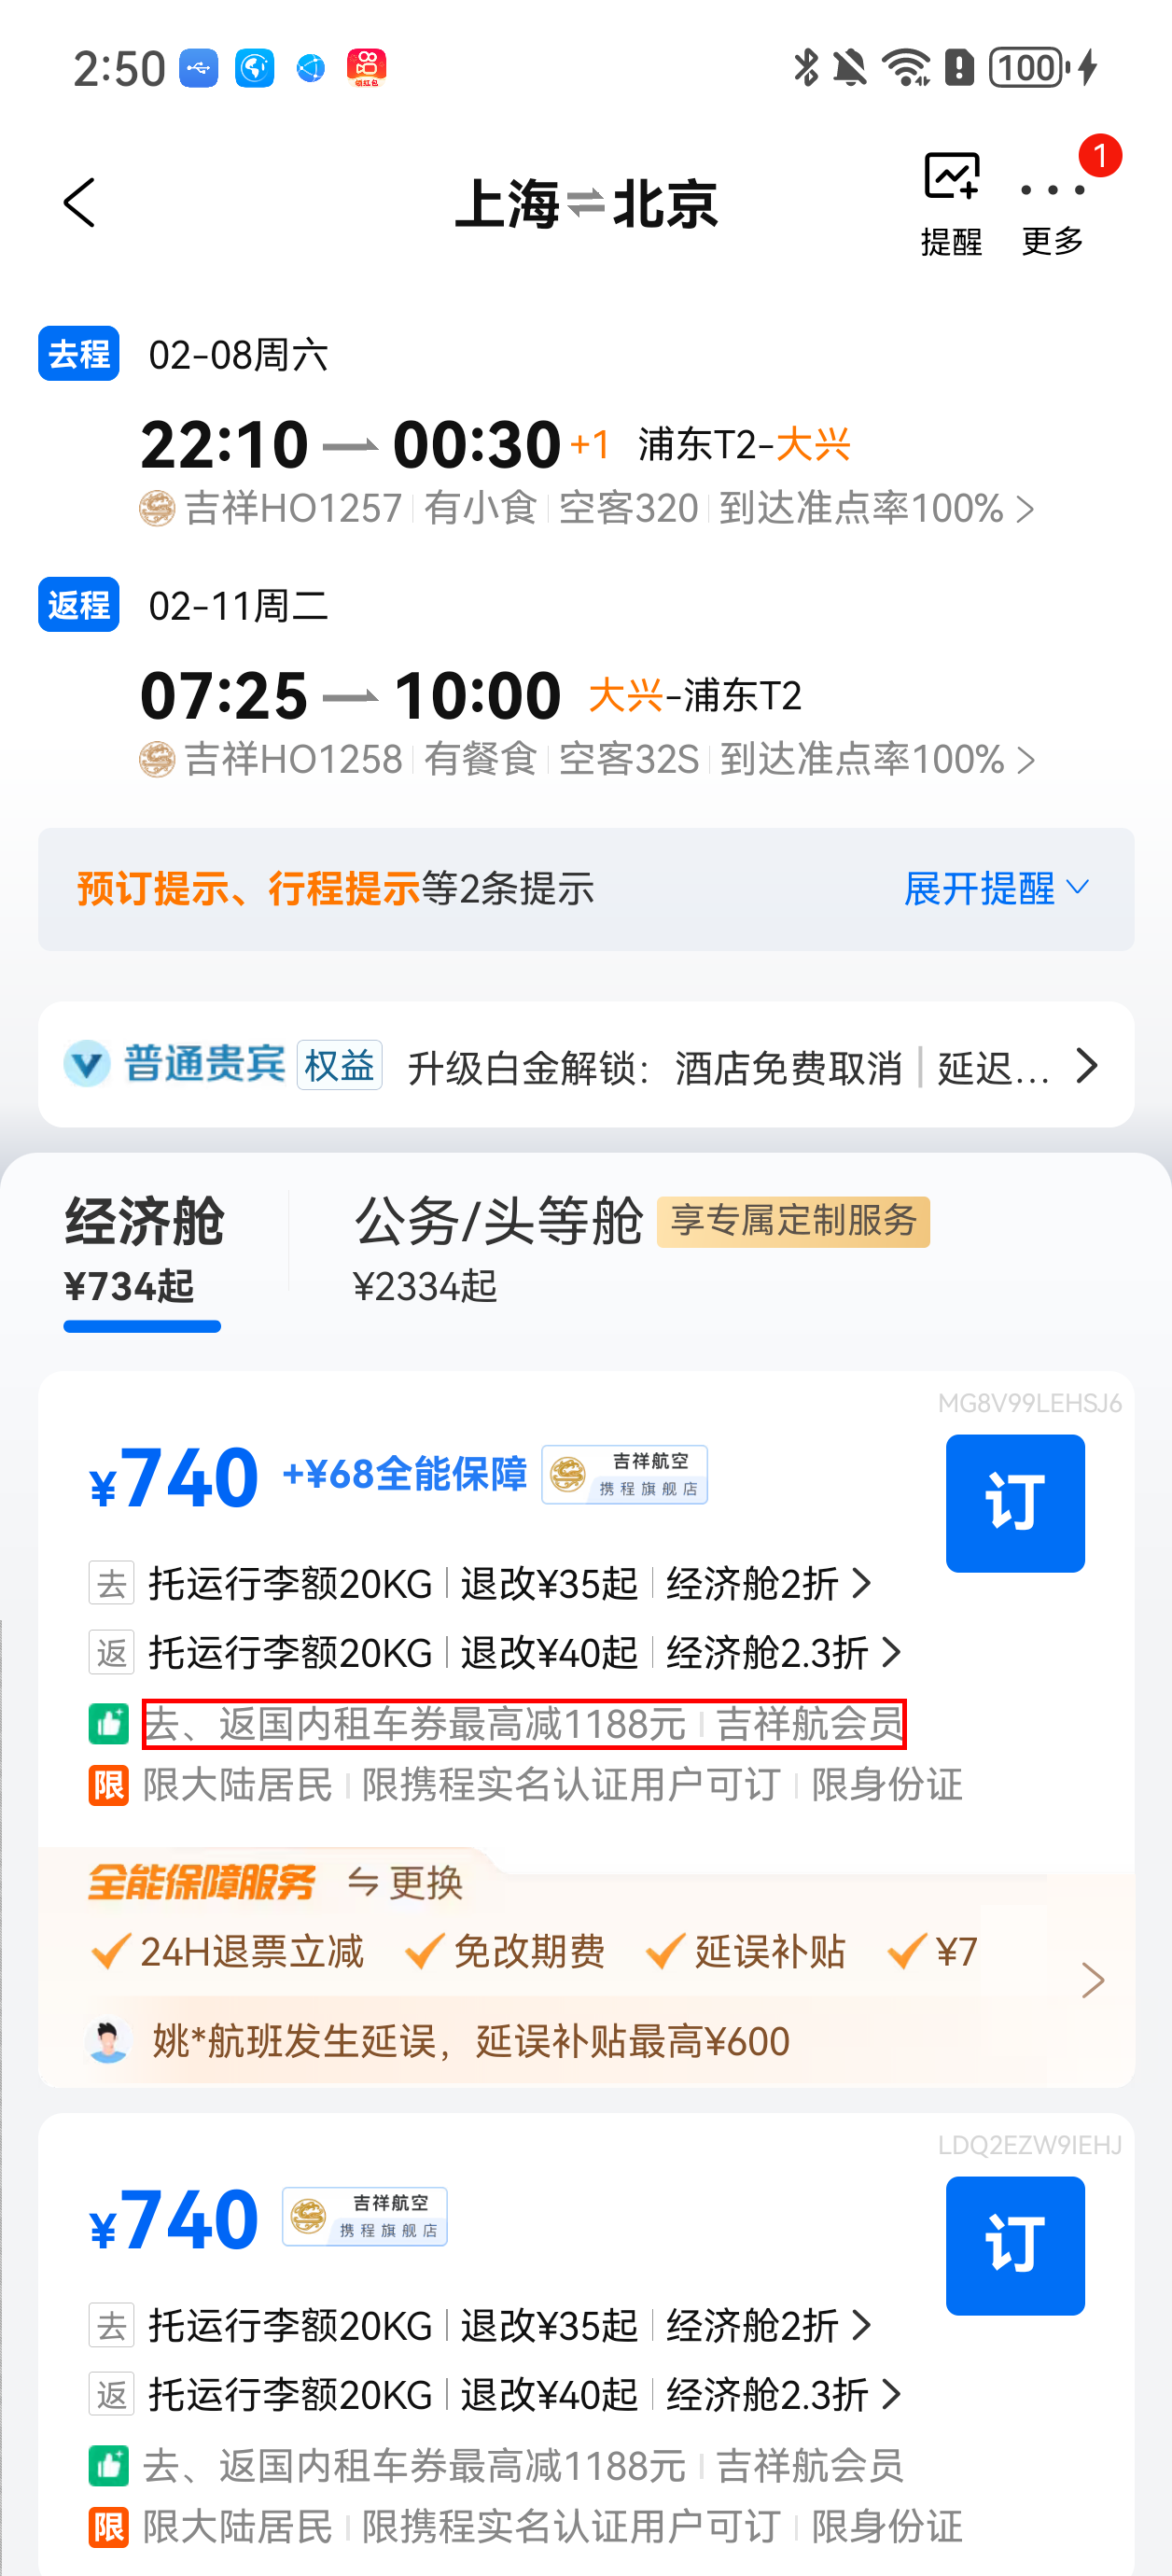 2:50 领红包 100
上海⇌北京
提醒 更多 1
去程 02-08周六
22:10 00:30 +1 浦东T2-大兴
吉祥HO1257 有小食 空客320 到达准点率100%
返程 02-11周二
07:25 10:00 大兴-浦东T2
吉祥HO1258 有餐食 空客32S 到达准点率100%
预订提示、行程提示等2条提示 展开提醒
普通贵宾 权益 升级白金解锁：酒店免费取消 | 延迟...
经济舱 公务/头等舱 享专属定制服务
¥734起 ¥2334起
MG8V99LEHSJ6
¥740 +¥68全能保障 吉祥航空 携程旗舰店 订
去 托运行李额20KG | 退改¥35起 | 经济舱2折
返 托运行李额20KG | 退改¥40起 | 经济舱2.3折
去、返国内租车券最高减1188元 | 吉祥航会员
限 限大陆居民 | 限携程实名认证用户可订 | 限身份证
全能保障服务 更换
24H退票立减 免改期费 延误补贴 ¥7
姚*航班发生延误，延误补贴最高¥600
LDQ2EZW9IEHJ
¥740 吉祥航空 携程旗舰店 订
去 托运行李额20KG | 退改¥35起 | 经济舱2折
返 托运行李额20KG | 退改¥40起 | 经济舱2.3折
去、返国内租车券最高减1188元 | 吉祥航会员
限 限大陆居民 | 限携程实名认证用户可订 | 限身份证